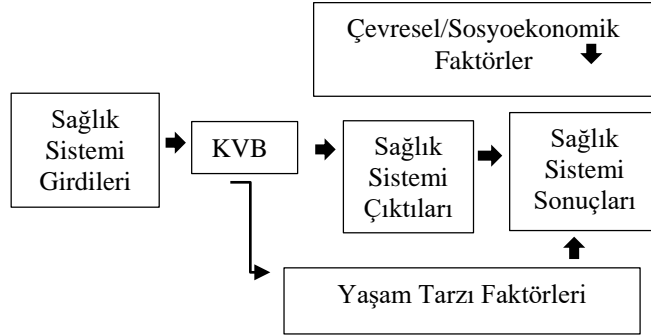 Çevresel/Sosyoekonomik
Faktörler
Sağlık
Sistemi
Girdileri
KVB
Sağlık
Sistemi
Çıktıları
Sağlık
Sistemi
Sonuçları
Yaşam Tarzı Faktörleri